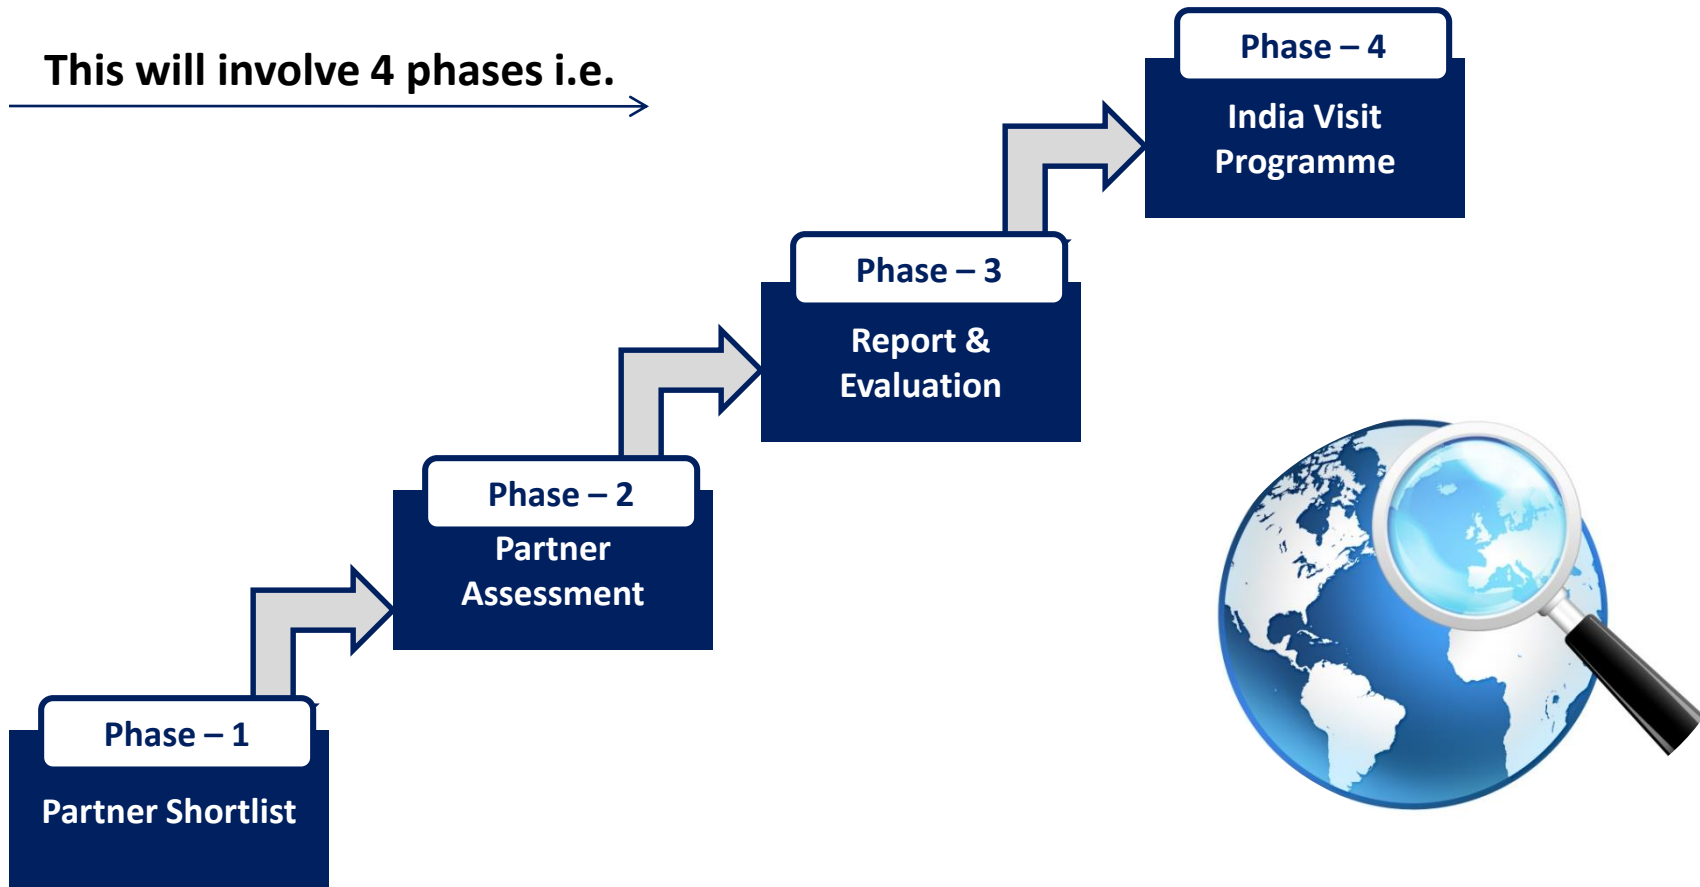 This will involve 4 phases i.e.
Phase – 4
India Visit
Programme
Phase – 3
Report &
Evaluation
Phase – 2
Partner
Assessment
Phase – 1
Partner Shortlist